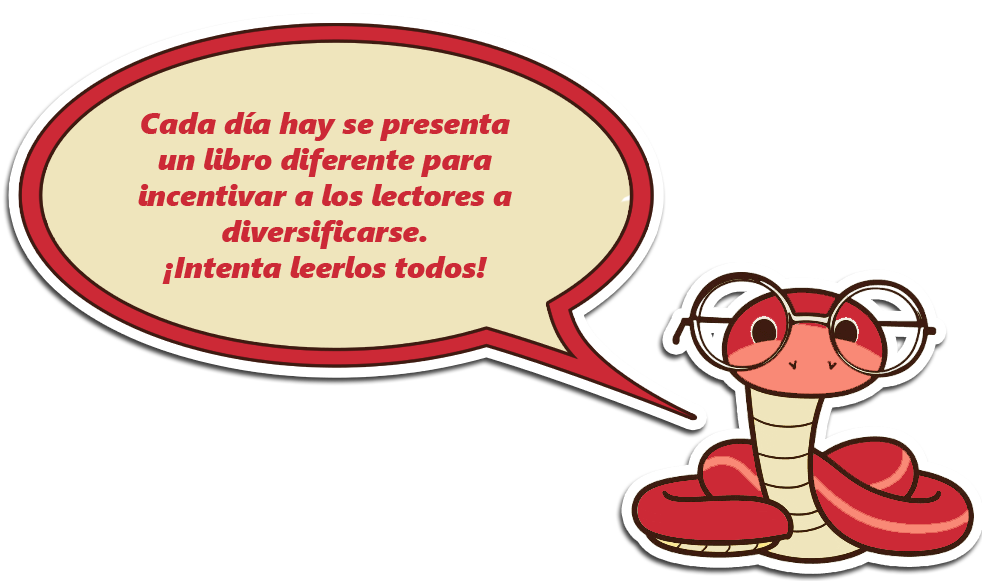 Cada día hay se presenta
un libro diferente para
incentivar a los lectores a
diversificarse.
¡Intenta leerlos todos!